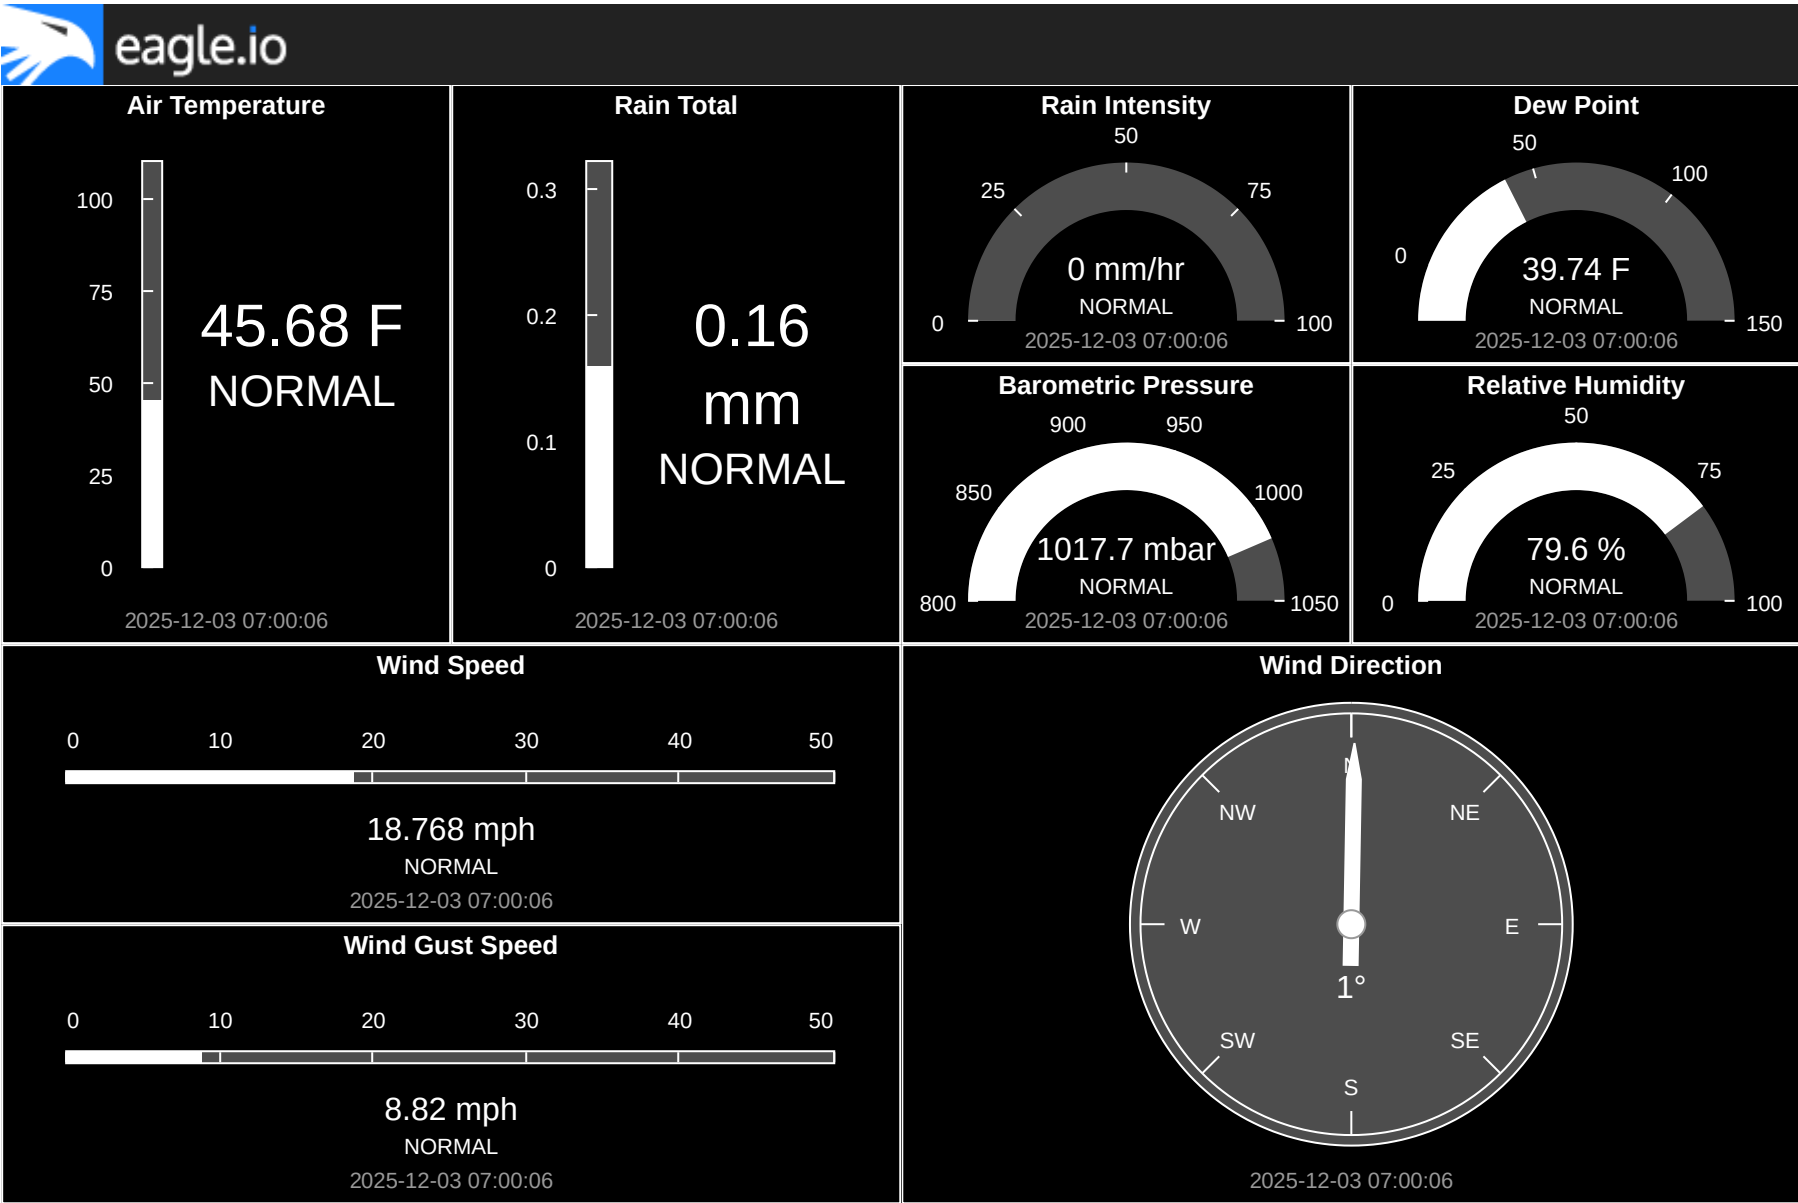 eagle.io
Air Temperature
100
75
50
25
0
45.68 F
NORMAL
2025-12-03 07:00:06
Rain Total
0.3
0.2
0.1
0
0.16
mm
NORMAL
2025-12-03 07:00:06
Rain Intensity
50
25
75
0
100
0 mm/hr
NORMAL
2025-12-03 07:00:06
Dew Point
50
100
0
150
39.74 F
NORMAL
2025-12-03 07:00:06
Barometric Pressure
900
950
850
1000
800
1050
1017.7 mbar
NORMAL
2025-12-03 07:00:06
Relative Humidity
50
25
75
0
100
79.6 %
NORMAL
2025-12-03 07:00:06
Wind Speed
0 10 20 30 40 50
18.768 mph
NORMAL
2025-12-03 07:00:06
Wind Gust Speed
0 10 20 30 40 50
8.82 mph
NORMAL
2025-12-03 07:00:06
Wind Direction
N
NW
NE
W
E
1°
SW
SE
S
2025-12-03 07:00:06